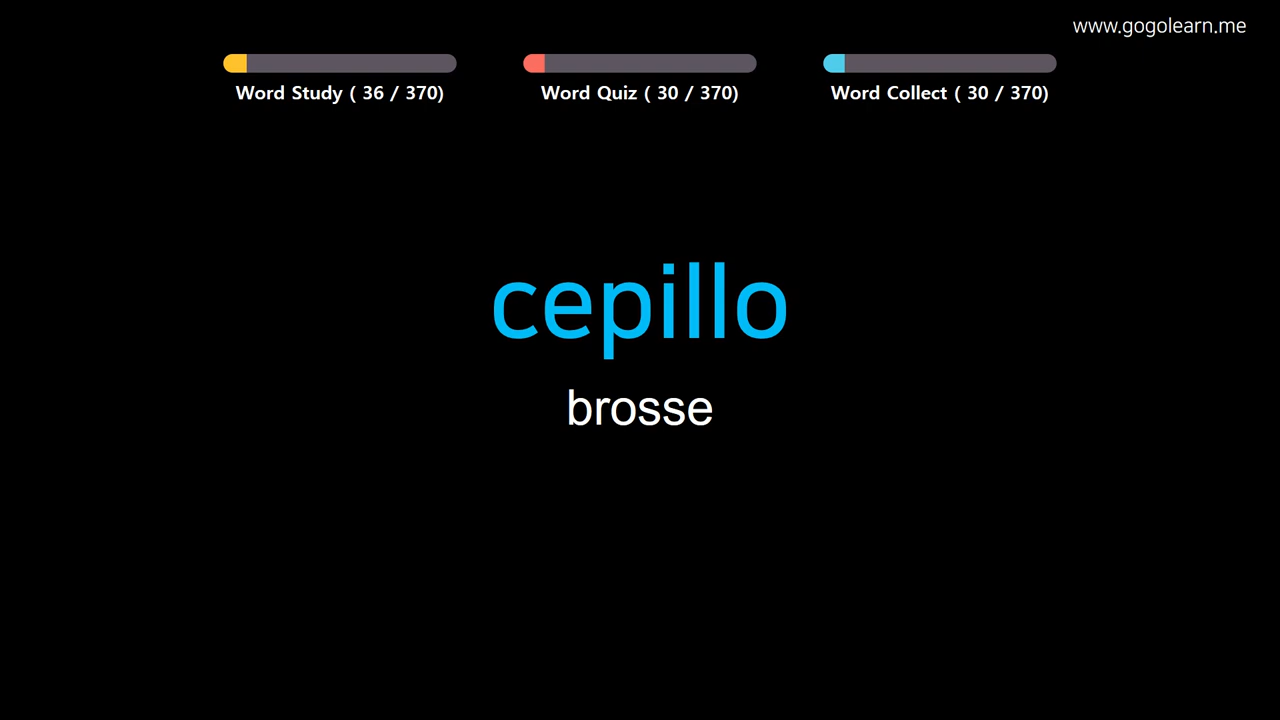 www.gogolearn.me
Word Study ( 36 / 370)
Word Quiz ( 30 / 370)
Word Collect ( 30 / 370)
cepillo
brosse